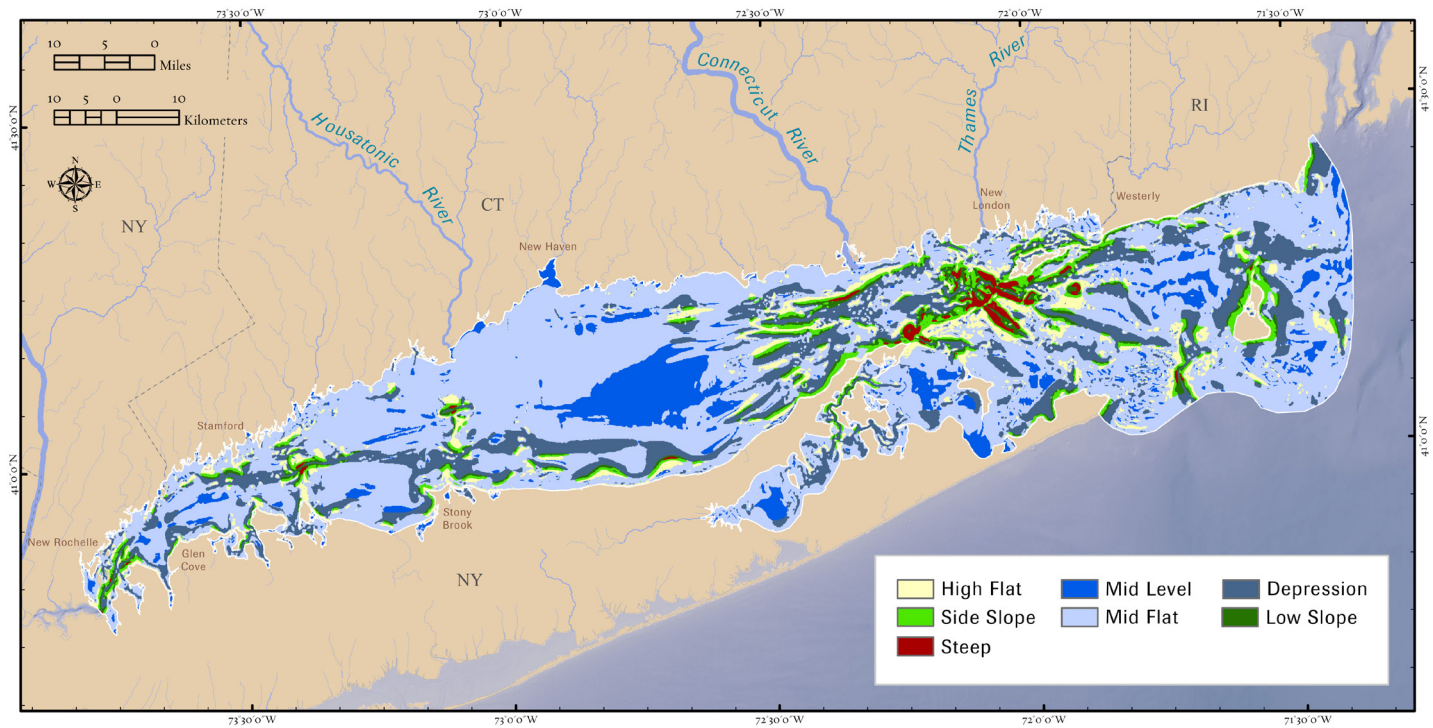 73°30'0"W 73°0'0"W 72°30'0"W 72°0'0"W 71°30'0"W
10 5 0
Miles
10 5 0 10
Kilometers
N
W E
S
41°30'0"N
41°0'0"N
41°30'0"N
41°0'0"N
Housatonic
River
Connecticut
River
Thames
River
NY
CT
RI
NY
New
London
Westerly
New Haven
Stamford
New Rochelle
Glen
Cove
Stony
Brook
High Flat
Mid Level
Depression
Side Slope
Mid Flat
Low Slope
Steep
73°30'0"W 73°0'0"W 72°30'0"W 72°0'0"W 71°30'0"W